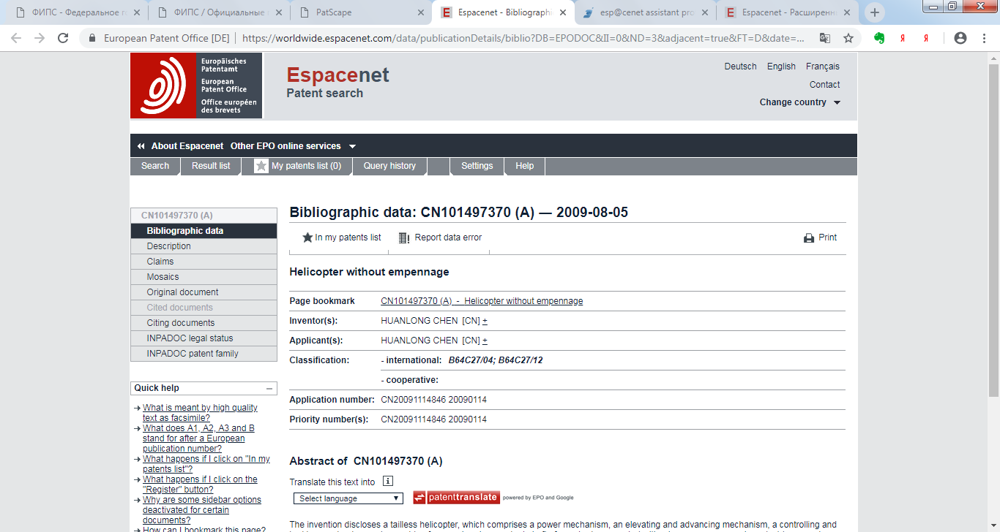 ФИПС - Федеральное г
ФИПС / Официальные
PatScape
Espacenet - Bibliographi
esp@cenet assistant pro
Espacenet - Расширенн
European Patent Office [DE]
https://worldwide.espacenet.com/data/publicationDetails/biblio?DB=EPODOC&II=0&ND=3&adjacent=true&FT=D&date=...
Europäisches
Patentamt
European
Patent Office
Office européen
des brevets
Espacenet
Patent search
Deutsch English Français
Contact
Change country
About Espacenet Other EPO online services
Search Result list My patents list (0) Query history Settings Help
CN101497370 (A)
Bibliographic data
Description
Claims
Mosaics
Original document
Cited documents
Citing documents
INPADOC legal status
INPADOC patent family
Quick help
What is meant by high quality
text as facsimile?
What does A1, A2, A3 and B
stand for after a European
publication number?
What happens if I click on "In my
patents list"?
What happens if I click on the
"Register" button?
Why are some sidebar options
deactivated for certain
documents?
How can I bookmark this page?
Bibliographic data: CN101497370 (A) — 2009-08-05
In my patents list Report data error Print
Helicopter without empennage
Page bookmark CN101497370 (A) - Helicopter without empennage
Inventor(s): HUANLONG CHEN [CN] +
Applicant(s): HUANLONG CHEN [CN] +
Classification: - international: B64C27/04; B64C27/12
- cooperative:
Application number: CN20091114846 20090114
Priority number(s): CN20091114846 20090114
Abstract of CN101497370 (A)
Translate this text into i
Select language patenttranslate powered by EPO and Google
The invention discloses a tailless helicopter, which comprises a power mechanism, an elevating and advancing mechanism, a controlling and